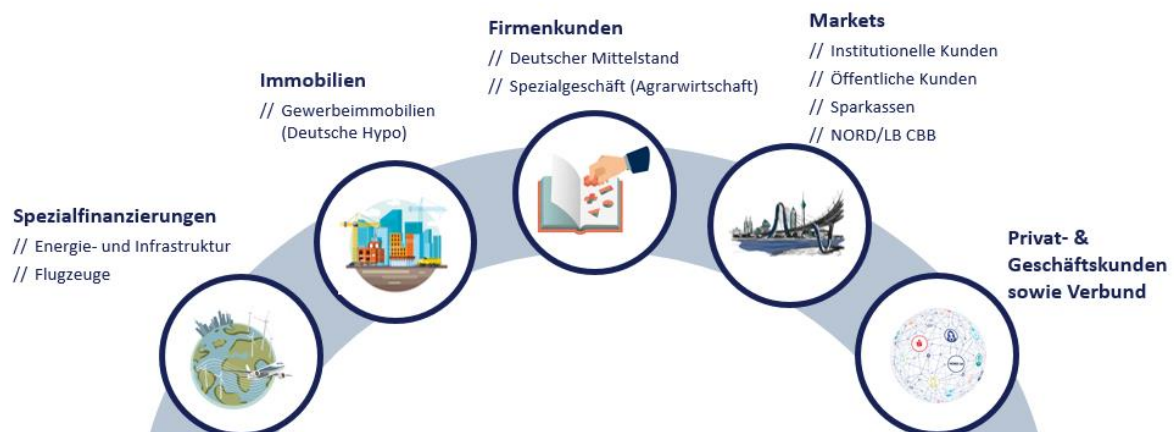 Spezialfinanzierungen
// Energie- und Infrastruktur
// Flugzeuge
Immobilien
// Gewerbeimmobilien
(Deutsche Hypo)
Firmenkunden
// Deutscher Mittelstand
// Spezialgeschäft (Agrarwirtschaft)
Markets
// Institutionelle Kunden
// Öffentliche Kunden
// Sparkassen
// NORD/LB CBB
Privat- &
Geschäftskunden
sowie Verbund